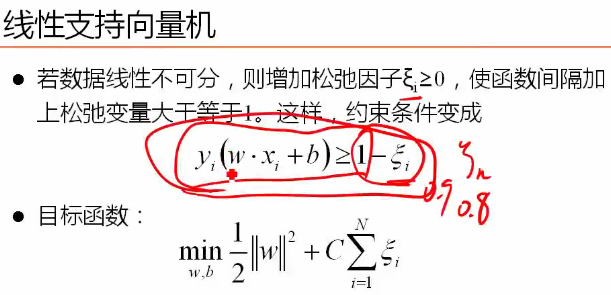 线性支持向量机
● 若数据线性不可分，则增加松弛因子ξᵢ≥0，使函数间隔加
上松弛变量大于等于1。这样，约束条件变成
yᵢ(w·xᵢ+b)≥1-ξᵢ
0.9 0.8
● 目标函数：
min_{w,b} 1/2‖w‖² + C∑_{i=1}^{N} ξᵢ